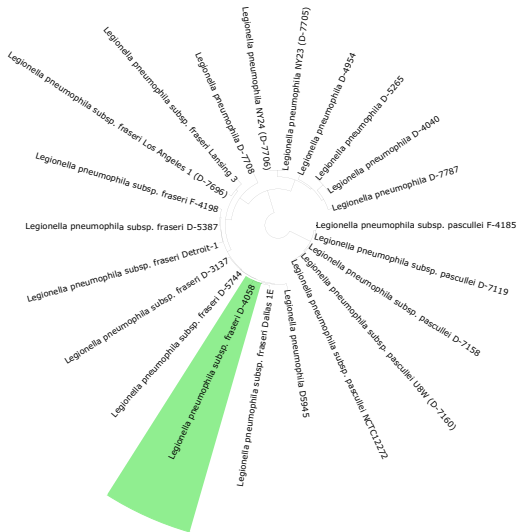 Legionella pneumophila NY23 (D-7705)
Legionella pneumophila D-4954
Legionella pneumophila D-5265
Legionella pneumophila D-4040
Legionella pneumophila D-7787
Legionella pneumophila subsp. pascullei F-4185
Legionella pneumophila subsp. pascullei D-7119
Legionella pneumophila subsp. pascullei D-7158
Legionella pneumophila subsp. pascullei U8W (D-7160)
Legionella pneumophila subsp. pascullei NCTC12272
Legionella pneumophila D5945
Legionella pneumophila subsp. fraseri Dallas 1E
Legionella pneumophila subsp. fraseri D-4058
Legionella pneumophila subsp. fraseri D-5744
Legionella pneumophila subsp. fraseri D-3137
Legionella pneumophila subsp. fraseri Detroit-1
Legionella pneumophila subsp. fraseri D-5387
Legionella pneumophila subsp. fraseri F-4198
Legionella pneumophila subsp. fraseri Los Angeles 1 (D-7696)
Legionella pneumophila subsp. fraseri Lansing 3
Legionella pneumophila D-7708
Legionella pneumophila NY24 (D-7706)